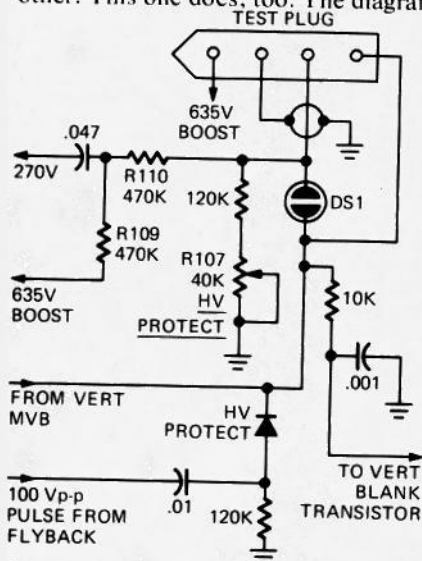 other. This one does, too. The diagram
TEST PLUG
635V
BOOST
.047
270V
R110
470K
120K
DS1
R109
470K
R107
40K
HV
PROTECT
635V
BOOST
10K
.001
FROM VERT
MVB
HV
PROTECT
TO VERT
BLANK
TRANSISTOR
100 Vp-p
PULSE FROM
FLYBACK
.01
120K